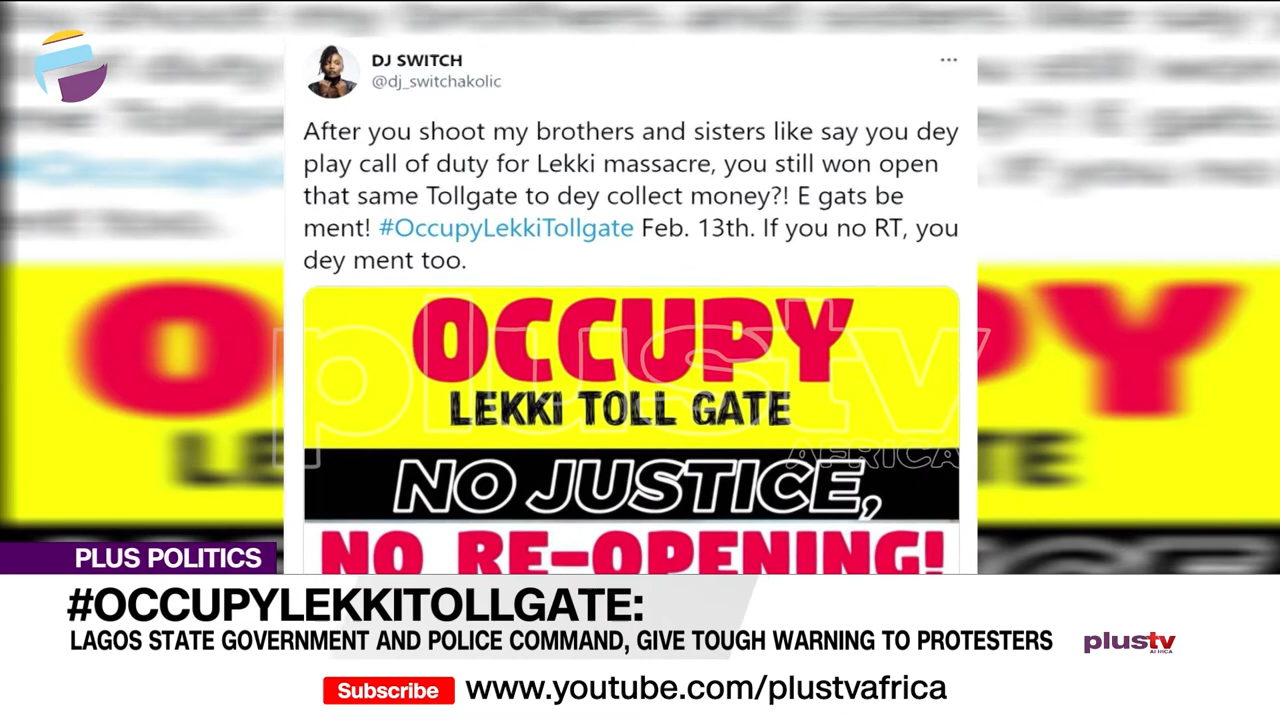 DJ SWITCH
@dj_switchakolic
After you shoot my brothers and sisters like say you dey
play call of duty for Lekki massacre, you still won open
that same Tollgate to dey collect money?! E gats be
ment! #OccupyLekkiTollgate Feb. 13th. If you no RT, you
dey ment too.
OCCUPY
LEKKI TOLL GATE
NO JUSTICE,
NO RE-OPENING!
plustv
AFRICA
PLUS POLITICS
#OCCUPYLEKKITOLLGATE:
LAGOS STATE GOVERNMENT AND POLICE COMMAND, GIVE TOUGH WARNING TO PROTESTERS
plustv
AFRICA
Subscribe www.youtube.com/plustvafrica